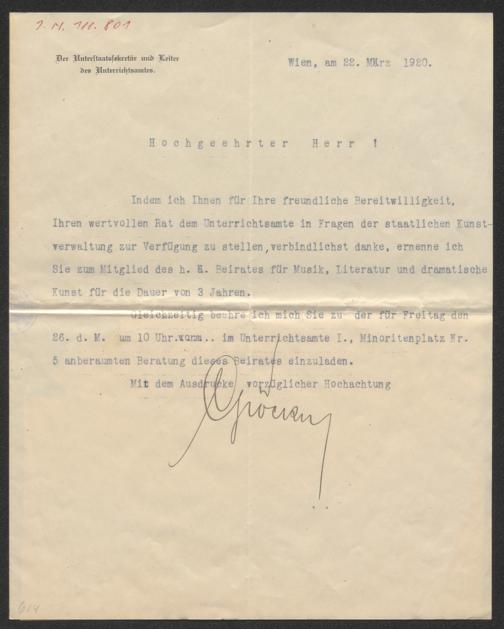 J. N. 111.801
Der Unterstaatssekretär und Leiter
des Unterrichtsamtes.
Wien, am 22. MÄrz 1920.
Hochgeehrter Herr !
Indem ich Ihnen für Ihre freundliche Bereitwilligkeit,
Ihren wertvollen Rat dem Unterrichtsamte in Fragen der staatlichen Kunst-
verwaltung zur Verfügung zu stellen,verbindlichst danke, ernenne ich
Sie zum Mitglied des h. ä. Beirates für Musik, Literatur und dramatische
Kunst für die Dauer von 3 Jahren.
Gleichzeitig beehre ich mich Sie zu der für Freitag den
26. d. M. um 10 Uhr vorm.. im Unterrichtsamte I., Minoritenplatz Nr.
5 anberaumten Beratung dieses Beirates einzuladen.
Mit dem Ausdrucke vorzüglicher Hochachtung
Glöckel
614